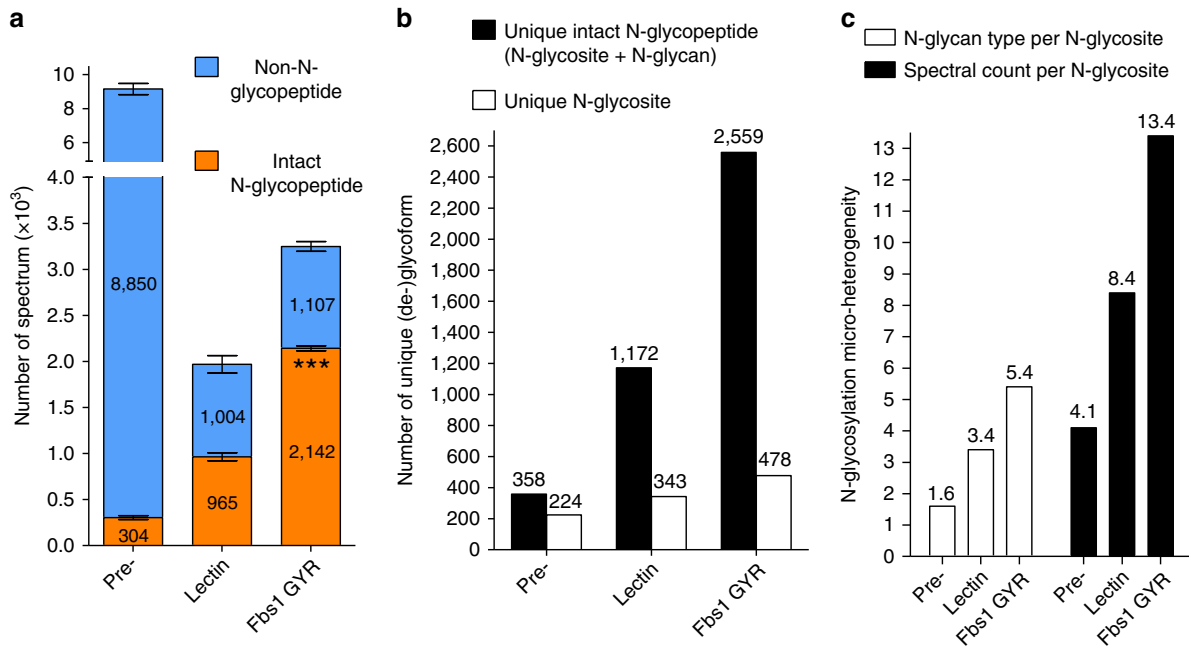 a
Non-N-
glycopeptide
Intact
N-glycopeptide
Number of spectrum (×10³)
10
8
6
4.0
3.5
3.0
2.5
2.0
1.5
1.0
0.5
0.0
8,850
304
1,004
965
1,107
***
2,142
Pre-
Lectin
Fbs1 GYR
b
Unique intact N-glycopeptide
(N-glycosite + N-glycan)
Unique N-glycosite
Number of unique (de-)glycoform
2,600
2,400
2,200
2,000
1,800
1,600
1,400
1,200
1,000
800
600
400
200
0
358
224
1,172
343
2,559
478
Pre-
Lectin
Fbs1 GYR
c
N-glycan type per N-glycosite
Spectral count per N-glycosite
N-glycosylation micro-heterogeneity
13
12
11
10
9
8
7
6
5
4
3
2
1
0
1.6
3.4
5.4
4.1
8.4
13.4
Pre-
Lectin
Fbs1 GYR
Pre-
Lectin
Fbs1 GYR